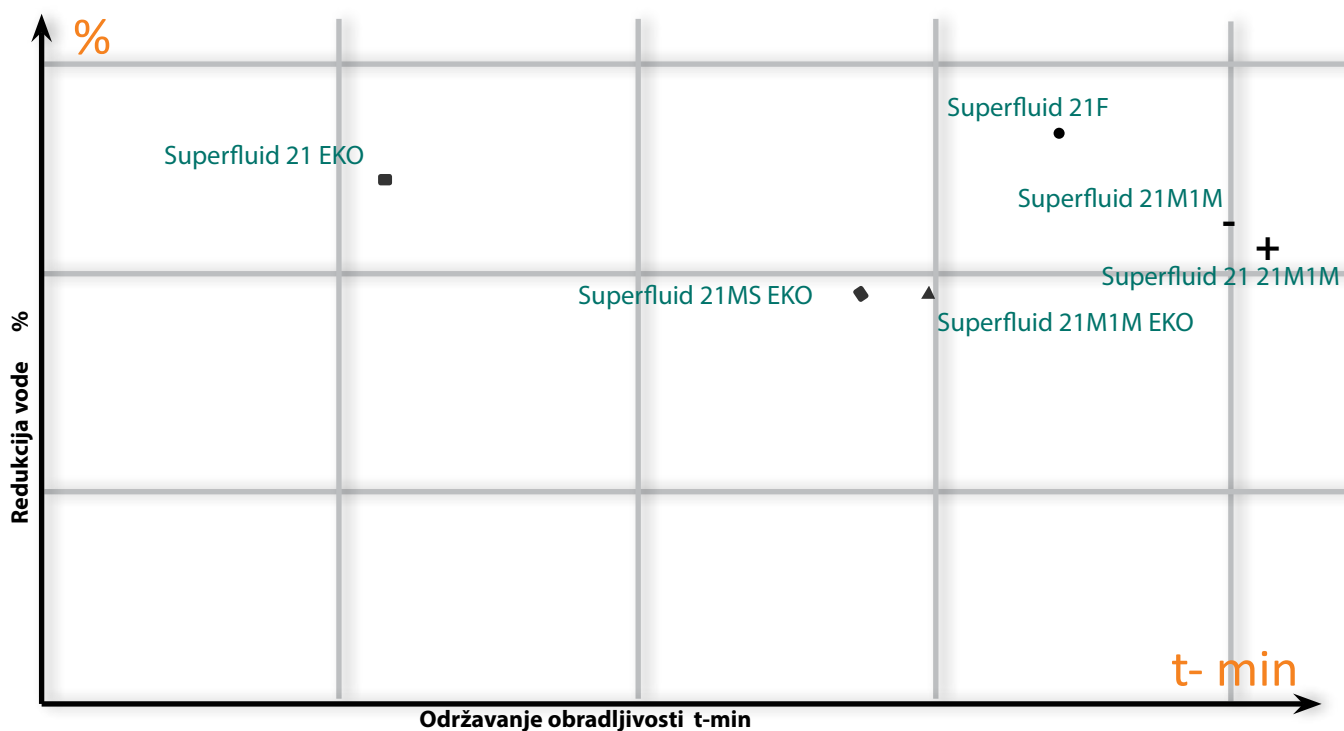 %
Superfluid 21F
Superfluid 21 EKO
Superfluid 21M1M
Superfluid 21 21M1M
Superfluid 21MS EKO
Superfluid 21M1M EKO
Redukcija vode %
t- min
Održavanje obradljivosti t-min